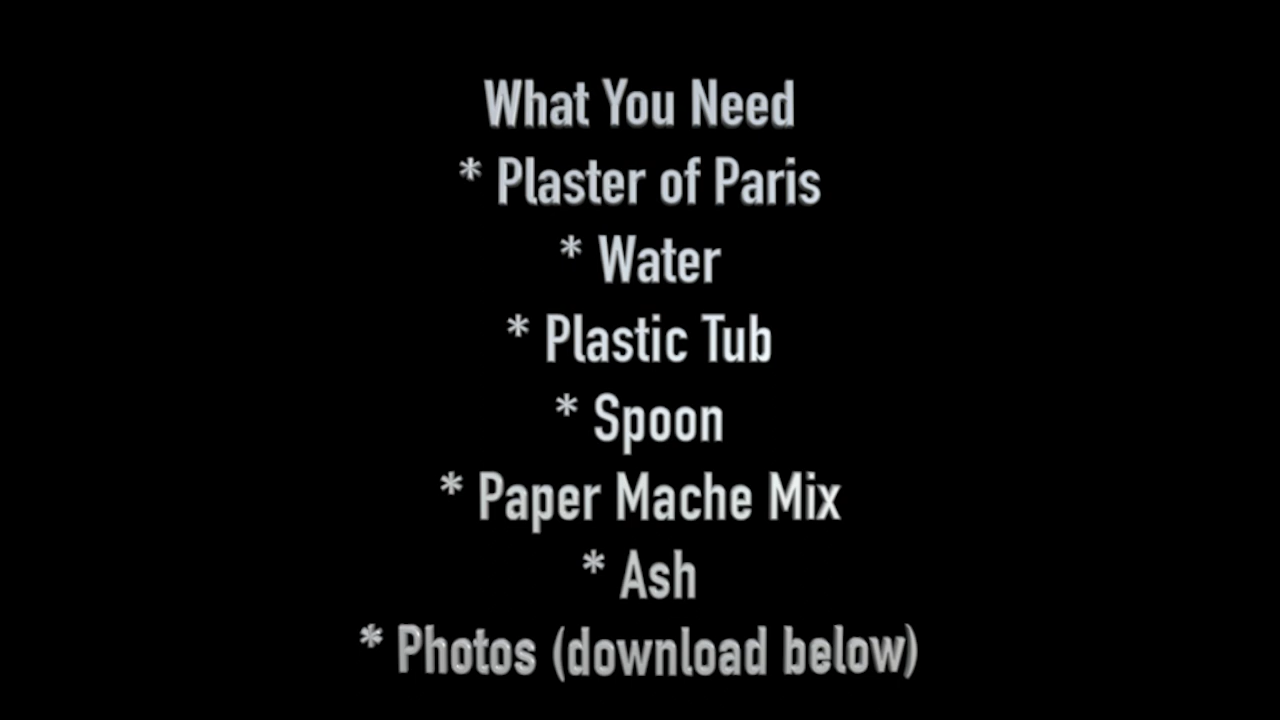 What You Need
* Plaster of Paris
* Water
* Plastic Tub
* Spoon
* Paper Mache Mix
* Ash
* Photos (download below)